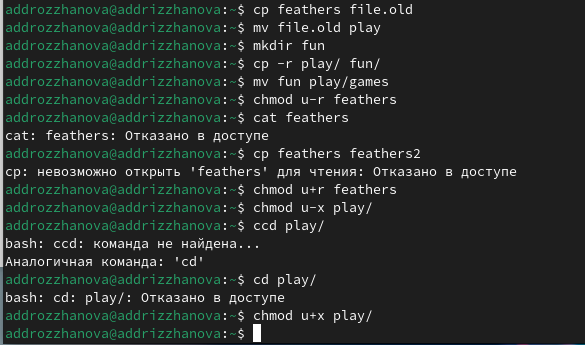 addrozzhanova@addrizzhanova:~$ cp feathers file.old
addrozzhanova@addrizzhanova:~$ mv file.old play
addrozzhanova@addrizzhanova:~$ mkdir fun
addrozzhanova@addrizzhanova:~$ cp -r play/ fun/
addrozzhanova@addrizzhanova:~$ mv fun play/games
addrozzhanova@addrizzhanova:~$ chmod u-r feathers
addrozzhanova@addrizzhanova:~$ cat feathers
cat: feathers: Отказано в доступе
addrozzhanova@addrizzhanova:~$ cp feathers feathers2
cp: невозможно открыть 'feathers' для чтения: Отказано в доступе
addrozzhanova@addrizzhanova:~$ chmod u+r feathers
addrozzhanova@addrizzhanova:~$ chmod u-x play/
addrozzhanova@addrizzhanova:~$ ccd play/
bash: ccd: команда не найдена...
Аналогичная команда: 'cd'
addrozzhanova@addrizzhanova:~$ cd play/
bash: cd: play/: Отказано в доступе
addrozzhanova@addrizzhanova:~$ chmod u+x play/
addrozzhanova@addrizzhanova:~$